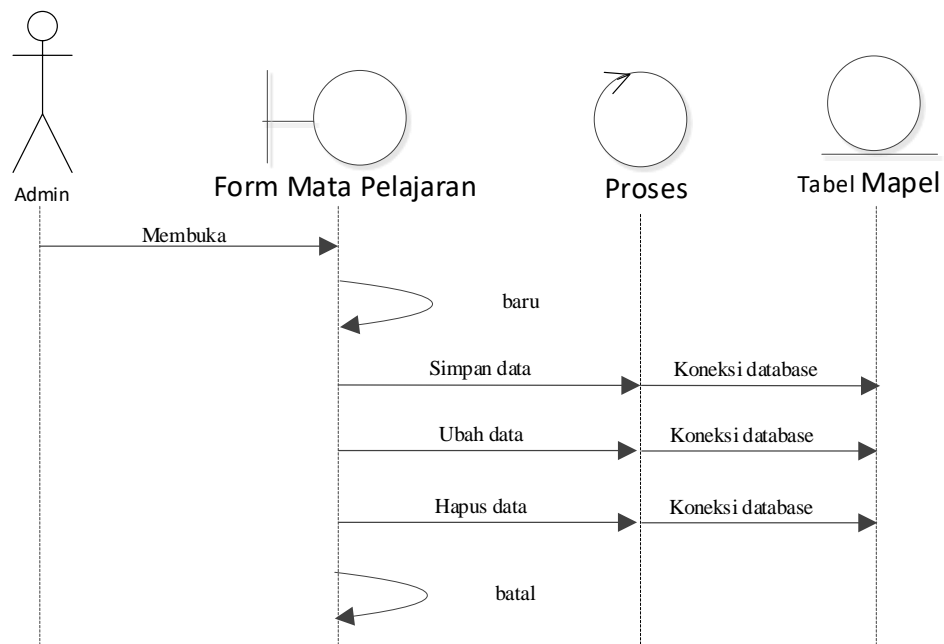 Admin
Form Mata Pelajaran
Proses
Tabel Mapel
Membuka
baru
Simpan data
Koneksi database
Ubah data
Koneksi database
Hapus data
Koneksi database
batal